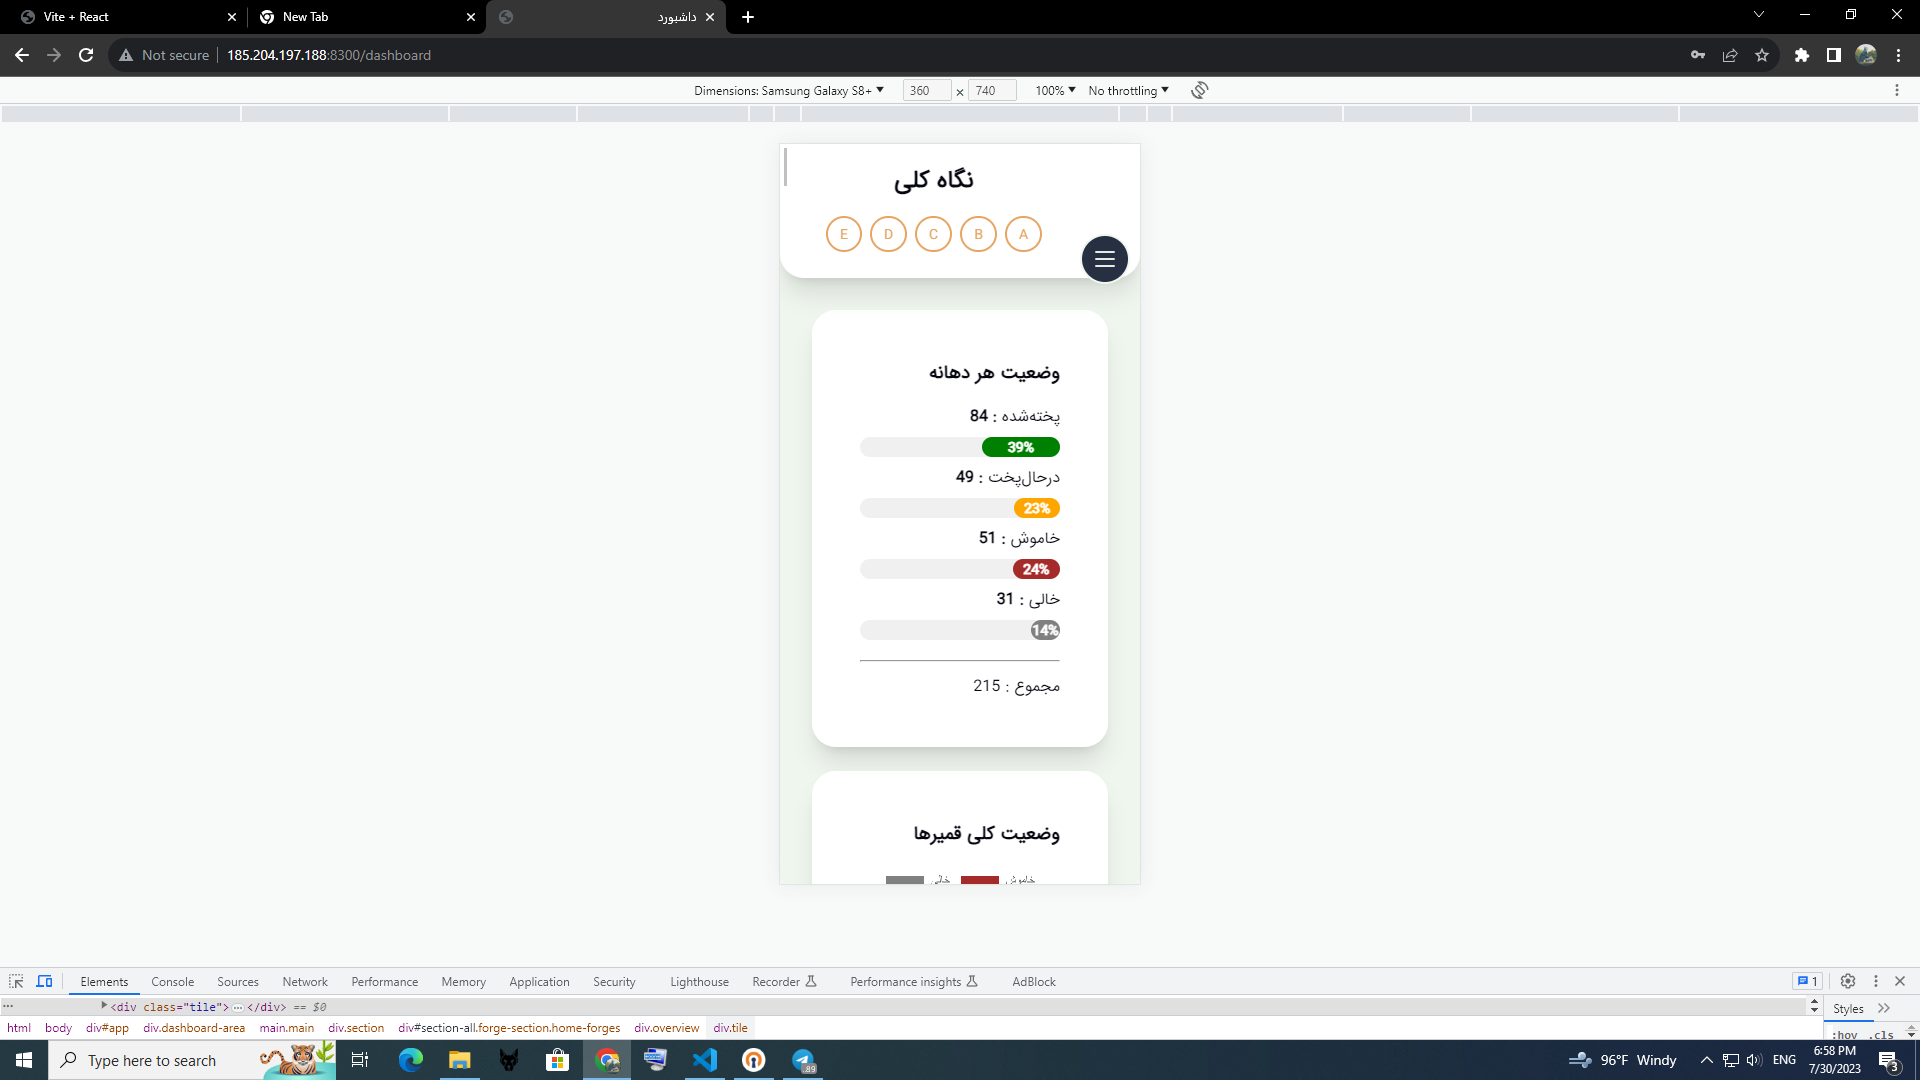 Vite + React
New Tab
داشبورد
Not secure
185.204.197.188:8300/dashboard
Dimensions: Samsung Galaxy S8+
360
×
740
100%
No throttling
نگاه کلی
E D C B A
وضعیت هر دهانه
پخته‌شده : 84
39%
درحال‌پخت : 49
23%
خاموش : 51
24%
خالی : 31
14%
مجموع : 215
وضعیت کلی قمیرها
خاموش
خالی
Elements
Console
Sources
Network
Performance
Memory
Application
Security
Lighthouse
Recorder
Performance insights
AdBlock
1
<div class="tile">…</div> == $0
Styles
html body div#app div.dashboard-area main.main div.section div#section-all.forge-section.home-forges div.overview div.tile
:hov .cls
Type here to search
.89
96°F Windy
ENG
6:58 PM
7/30/2023
3